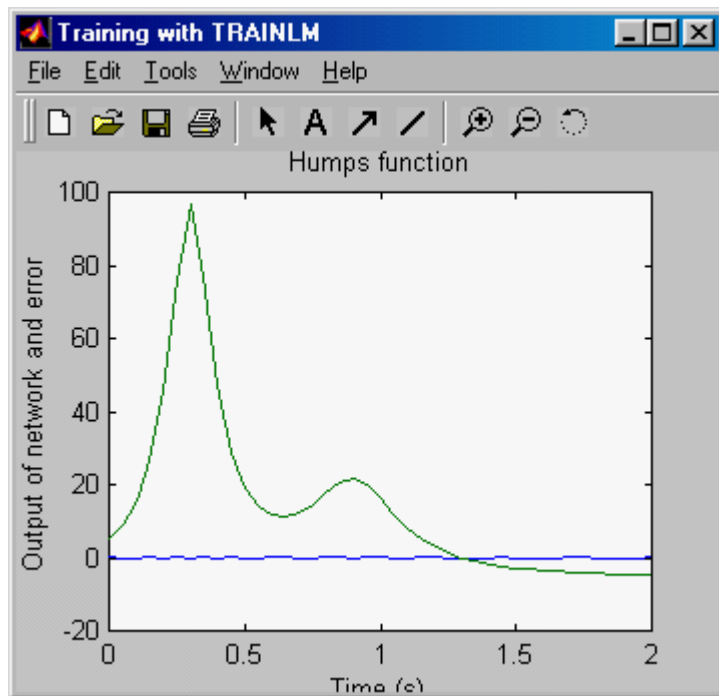 Training with TRAINLM
File Edit Tools Window Help
A
Humps function
Output of network and error
100
80
60
40
20
0
-20
0 0.5 1 1.5 2
Time (s)